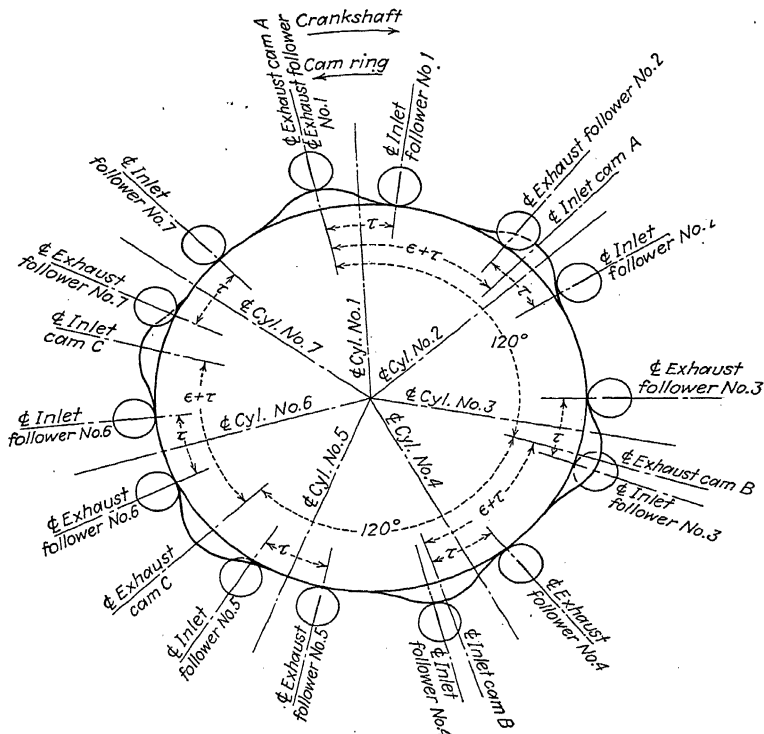 Crankshaft
Cam ring
℄ Exhaust cam A
℄ Exhaust follower
No.1
℄ Inlet
follower No 1
℄ Exhaust follower No.2
℄ Inlet cam A
℄ Inlet
follower No.
℄ Exhaust
follower No.3
℄ Exhaust cam B
℄ Inlet
follower No.3
℄ Exhaust
follower No.4
℄ Inlet cam B
℄ Inlet
follower No.4
℄ Exhaust
follower No.5
℄ Inlet
follower No.5
℄ Exhaust
cam C
℄ Exhaust
follower No.6
℄ Inlet
follower No.6
℄ Inlet
cam C
℄ Exhaust
follower No.7
℄ Inlet
follower No.7
℄ Cyl. No.1
℄ Cyl. No.2
℄ Cyl. No.3
℄ Cyl. No.4
℄ Cyl. No.5
℄ Cyl. No.6
℄ Cyl. No.7
τ
ϵ+τ
τ
120°
τ
ϵ+τ
τ
120°
τ
τ
ϵ+τ
τ